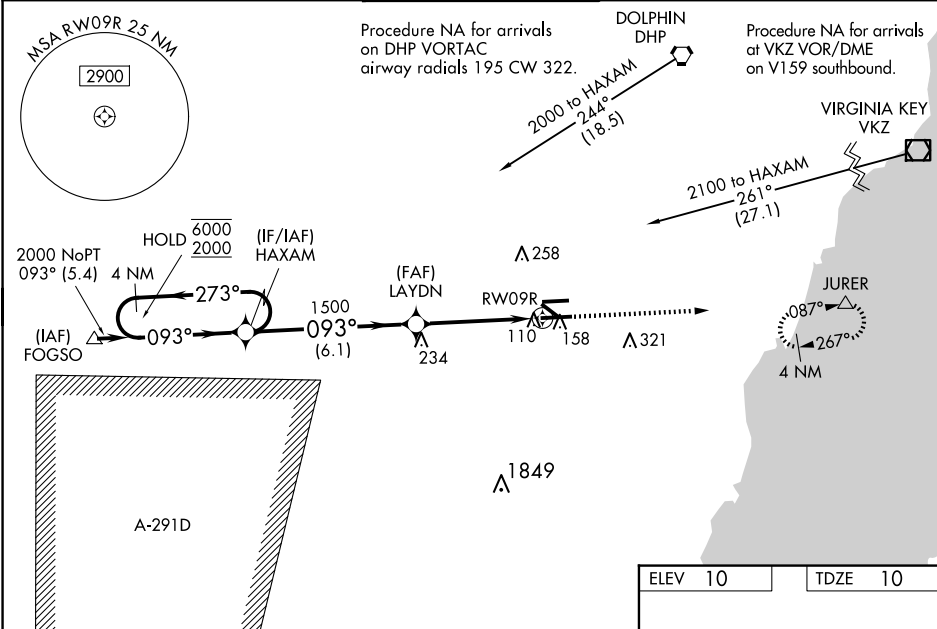 MSA RW09R 25 NM
2900
Procedure NA for arrivals
on DHP VORTAC
airway radials 195 CW 322.
DOLPHIN
DHP
Procedure NA for arrivals
at VKZ VOR/DME
on V159 southbound.
2000 to HAXAM
244°
(18.5)
VIRGINIA KEY
VKZ
2100 to HAXAM
261°
(27.1)
2000 NoPT
093° (5.4)
4 NM
HOLD
6000
2000
(IF/IAF)
HAXAM
273°
093°
(IAF)
FOGSO
1500
093°
(6.1)
(FAF)
LAYDN
234
258
RW09R
110
158
321
JURER
087°
267°
4 NM
1849
A-291D
ELEV 10
TDZE 10